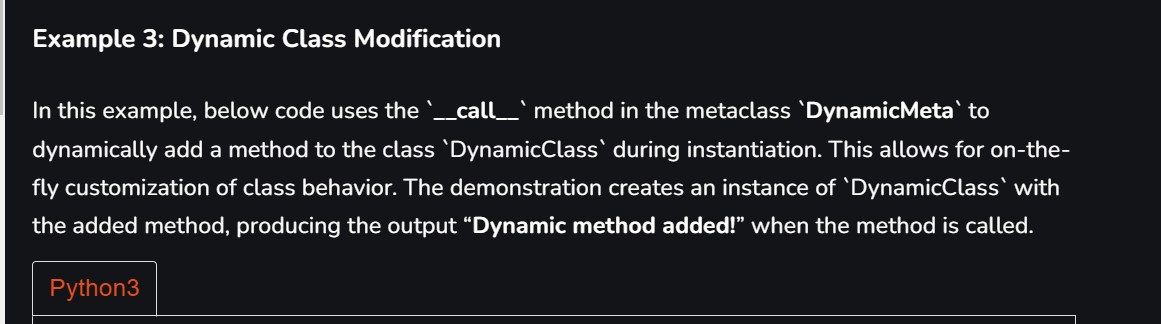 Example 3: Dynamic Class Modification
In this example, below code uses the `__call__` method in the metaclass `DynamicMeta` to
dynamically add a method to the class `DynamicClass` during instantiation. This allows for on-the-
fly customization of class behavior. The demonstration creates an instance of `DynamicClass` with
the added method, producing the output “Dynamic method added!” when the method is called.
Python3